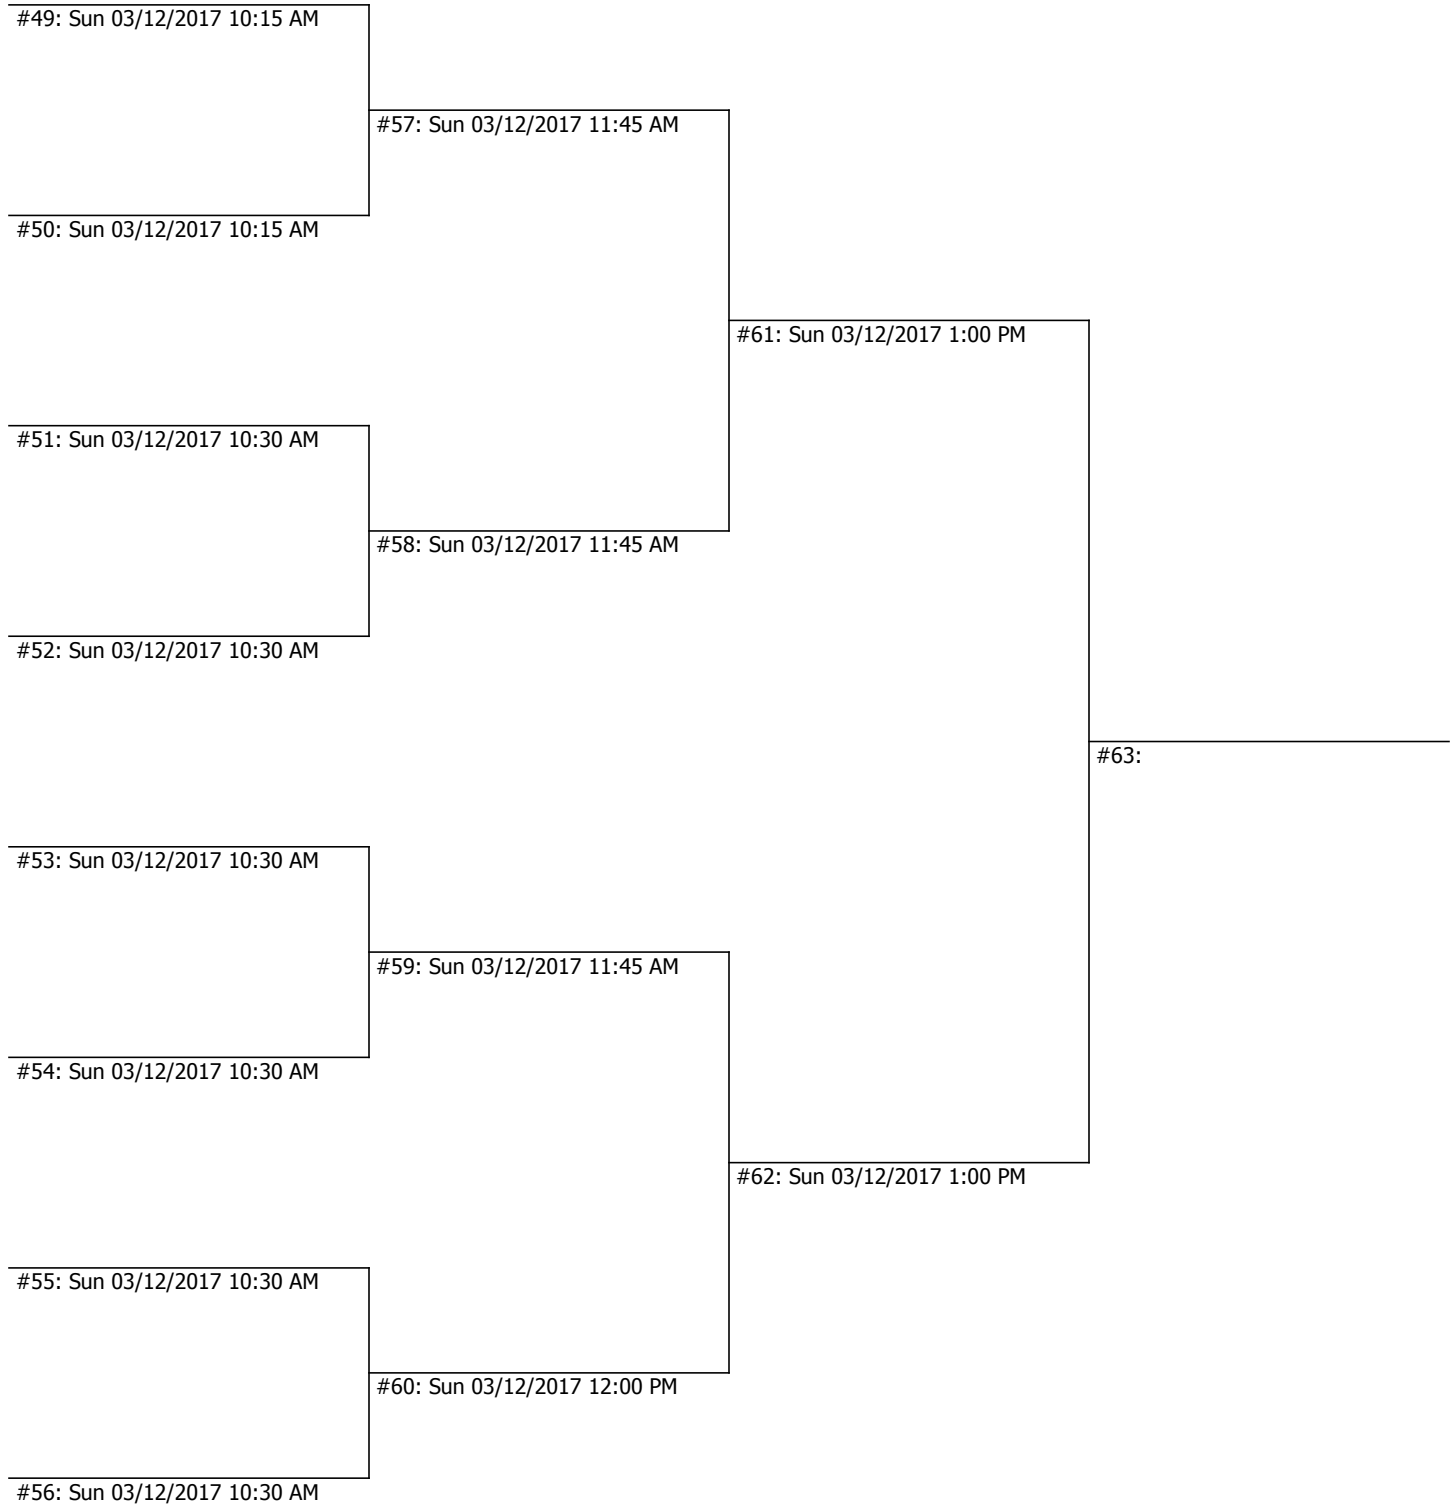 #49: Sun 03/12/2017 10:15 AM
#57: Sun 03/12/2017 11:45 AM
#50: Sun 03/12/2017 10:15 AM
#61: Sun 03/12/2017 1:00 PM
#51: Sun 03/12/2017 10:30 AM
#58: Sun 03/12/2017 11:45 AM
#52: Sun 03/12/2017 10:30 AM
#63:
#53: Sun 03/12/2017 10:30 AM
#59: Sun 03/12/2017 11:45 AM
#54: Sun 03/12/2017 10:30 AM
#62: Sun 03/12/2017 1:00 PM
#55: Sun 03/12/2017 10:30 AM
#60: Sun 03/12/2017 12:00 PM
#56: Sun 03/12/2017 10:30 AM